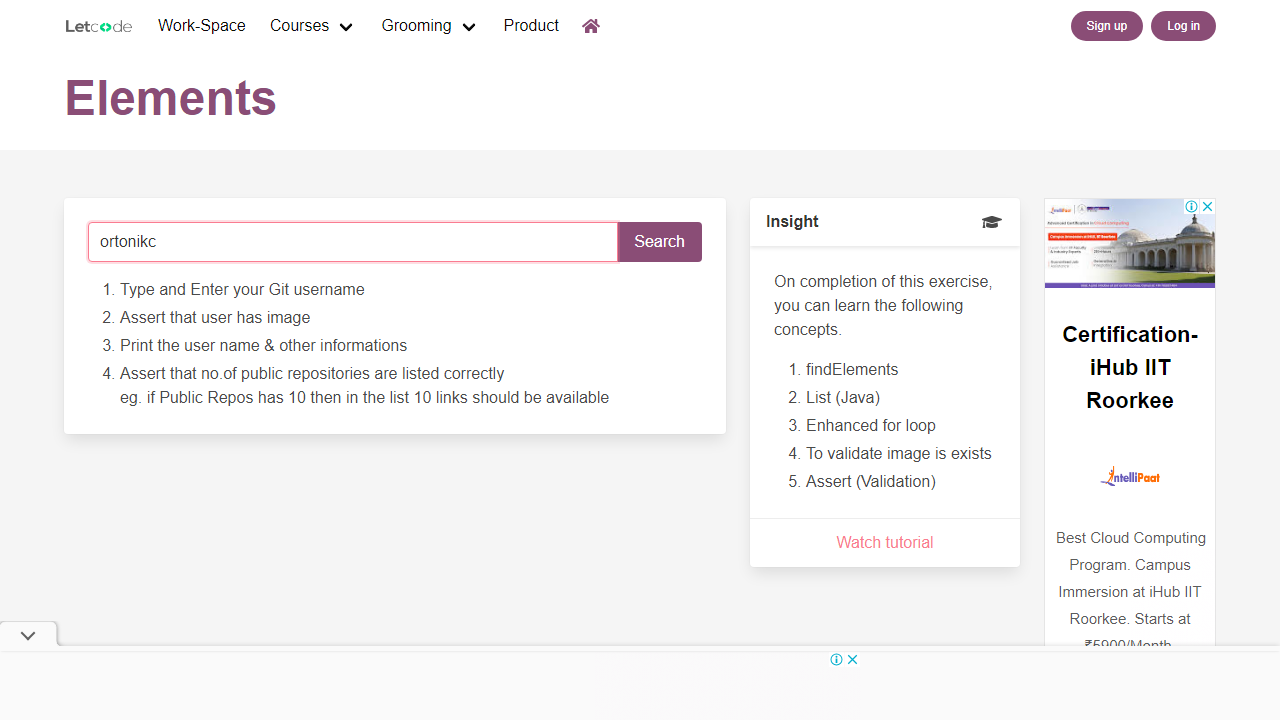 Letcode
Work-Space
Courses
Grooming
Product
Sign up
Log in
Elements
ortonikc
Search
1. Type and Enter your Git username
2. Assert that user has image
3. Print the user name & other informations
4. Assert that no.of public repositories are listed correctly
eg. if Public Repos has 10 then in the list 10 links should be available
Insight
On completion of this exercise,
you can learn the following
concepts.
1. findElements
2. List (Java)
3. Enhanced for loop
4. To validate image is exists
5. Assert (Validation)
Watch tutorial
Certification-
iHub IIT
Roorkee
IntelliPaat
Best Cloud Computing
Program. Campus
Immersion at iHub IIT
Roorkee. Starts at
₹5900/Month